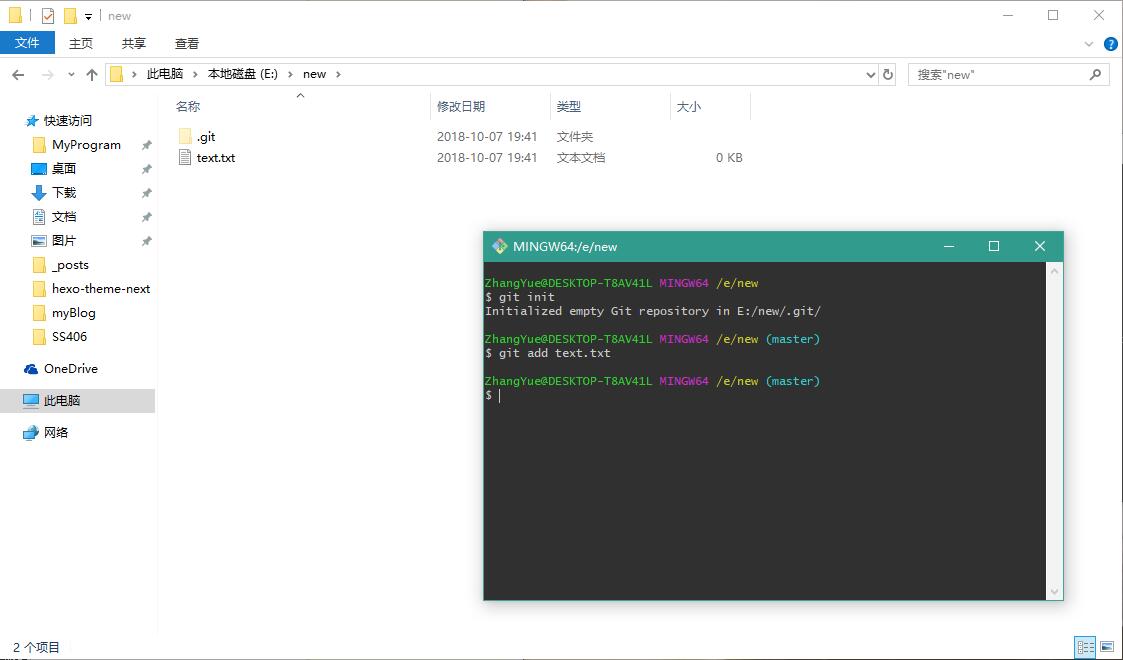 new
文件 主页 共享 查看
此电脑 本地磁盘 (E:) new 搜索"new"
名称 修改日期 类型 大小
.git 2018-10-07 19:41 文件夹
text.txt 2018-10-07 19:41 文本文档 0 KB
快速访问
MyProgram
桌面
下载
文档
图片
_posts
hexo-theme-next
myBlog
SS406
OneDrive
此电脑
网络
MINGW64:/e/new
ZhangYue@DESKTOP-T8AV41L MINGW64 /e/new
$ git init
Initialized empty Git repository in E:/new/.git/
ZhangYue@DESKTOP-T8AV41L MINGW64 /e/new (master)
$ git add text.txt
ZhangYue@DESKTOP-T8AV41L MINGW64 /e/new (master)
$
2 个项目